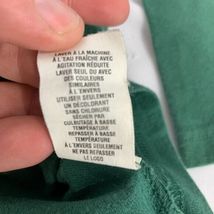 LAVER À LA MACHINE
À L'EAU FRAÎCHE AVEC
AGITATION RÉDUITE
LAVER SEUL OU AVEC
DES COULEURS
SIMILAIRES
À L'ENVERS
UTILISER SEULEMENT
UN DÉCOLORANT
SANS CHLORURE
SÉCHER PAR
CULBUTAGE À BASSE
TEMPÉRATURE
REPASSER À BASSE
TEMPÉRATURE
À L'ENVERS SEULEMENT
NE PAS REPASSER
LE LOGO